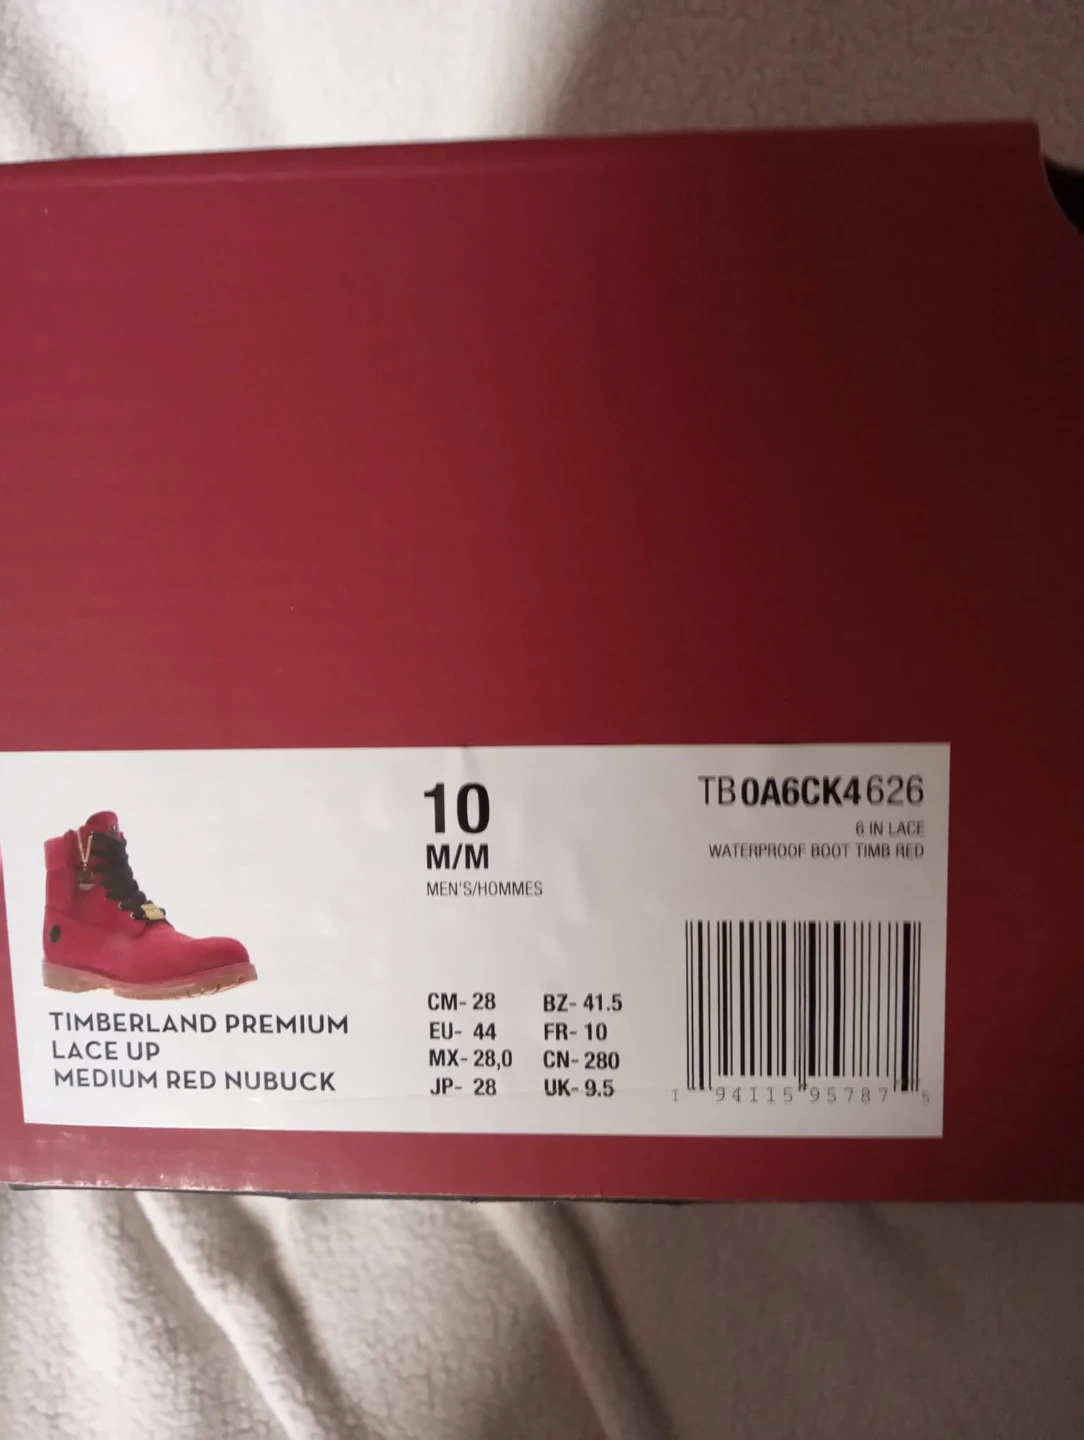 10
M/M
MEN'S/HOMMES
TB0A6CK4626
6 IN LACE
WATERPROOF BOOT TIMB RED
TIMBERLAND PREMIUM
LACE UP
MEDIUM RED NUBUCK
CM- 28 BZ- 41.5
EU- 44 FR- 10
MX- 28,0 CN- 280
JP- 28 UK- 9.5
1 94115 95787 5